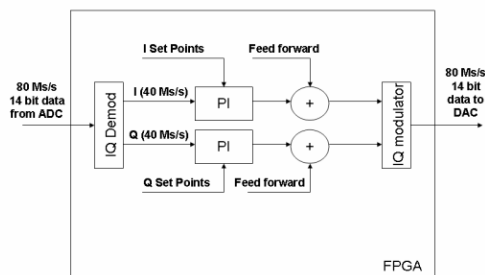 I Set Points
Feed forward
80 Ms/s
14 bit data
from ADC
IQ Demod
I (40 Ms/s)
PI
+
Q (40 Ms/s)
PI
+
Q Set Points
Feed forward
IQ modulator
80 Ms/s
14 bit
data to
DAC
FPGA